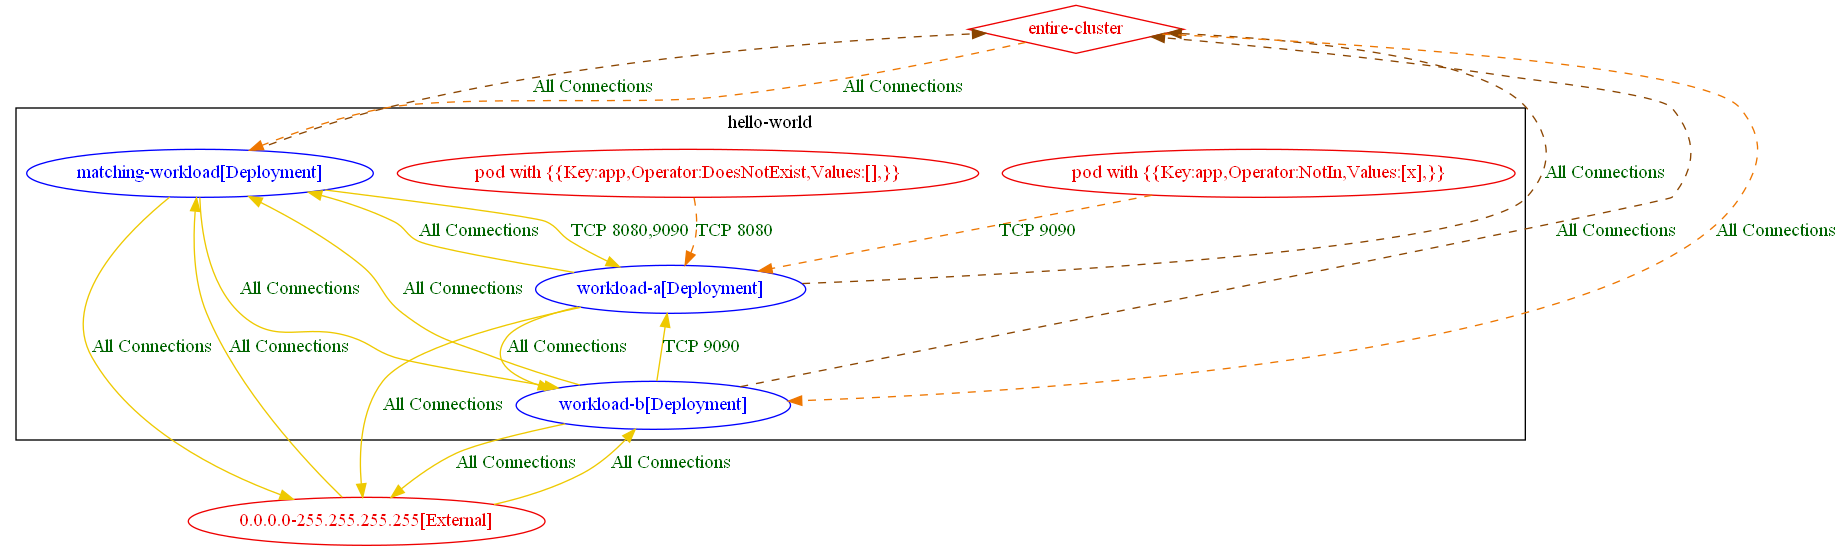 entire-cluster
All Connections
All Connections
hello-world
matching-workload[Deployment]
pod with {{Key:app,Operator:DoesNotExist,Values:[],}}
pod with {{Key:app,Operator:NotIn,Values:[x],}}
All Connections
All Connections
TCP 8080,9090
TCP 8080
TCP 9090
All Connections
All Connections
All Connections
All Connections
workload-a[Deployment]
All Connections
All Connections
All Connections
TCP 9090
All Connections
workload-b[Deployment]
All Connections
All Connections
0.0.0.0-255.255.255.255[External]